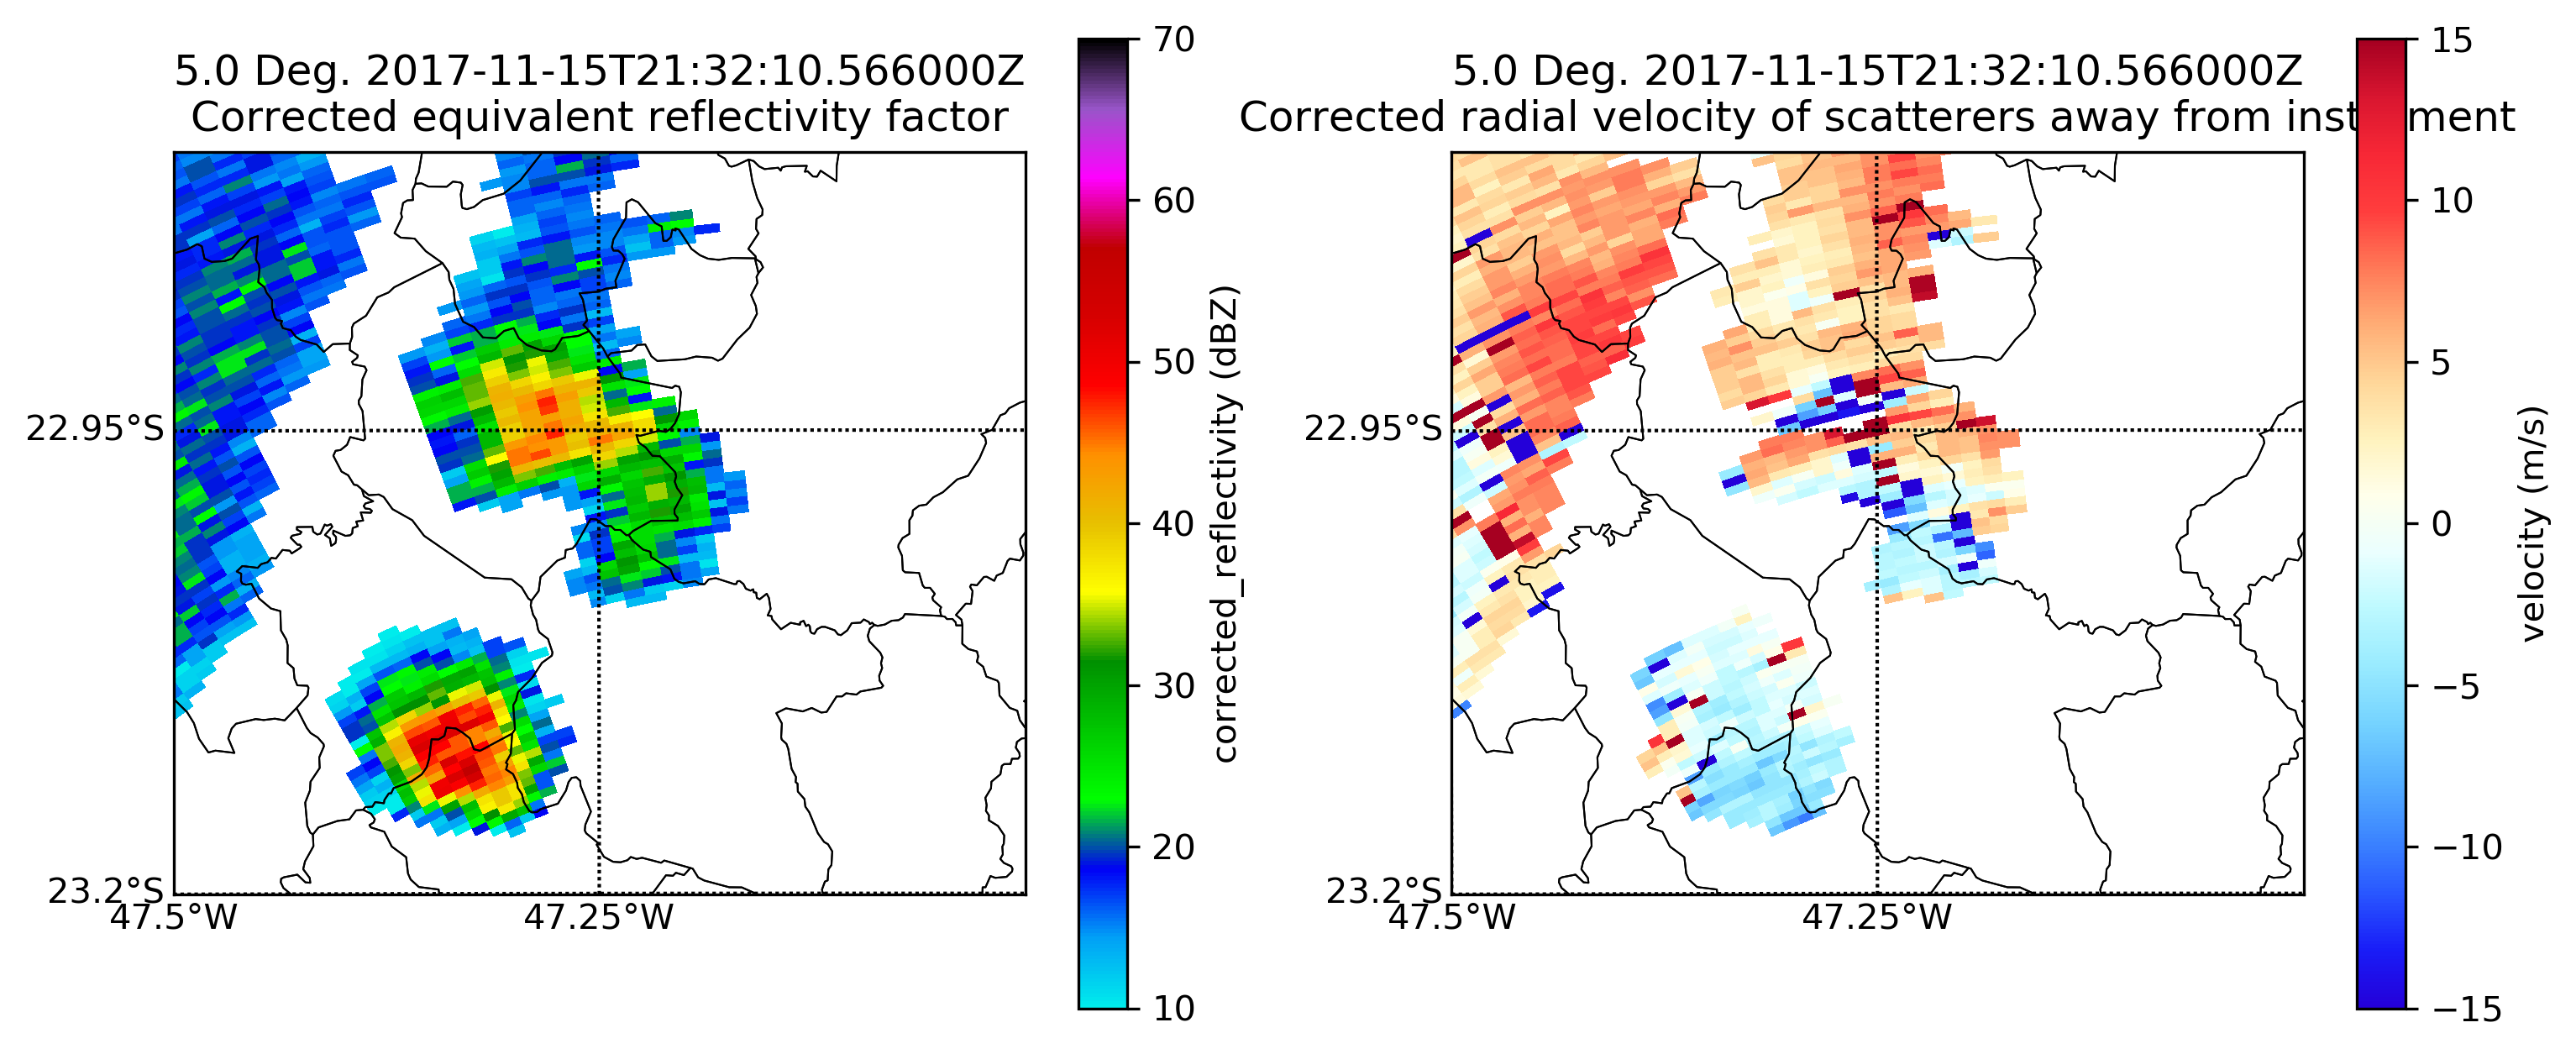 5.0 Deg. 2017-11-15T21:32:10.566000Z
Corrected equivalent reflectivity factor
22.95°S
23.2°S
47.5°W
47.25°W
70
60
50
40
30
20
10
corrected_reflectivity (dBZ)
5.0 Deg. 2017-11-15T21:32:10.566000Z
Corrected radial velocity of scatterers away from inst ment
22.95°S
23.2°S
47.5°W
47.25°W
15
10
5
0
−5
−10
−15
velocity (m/s)